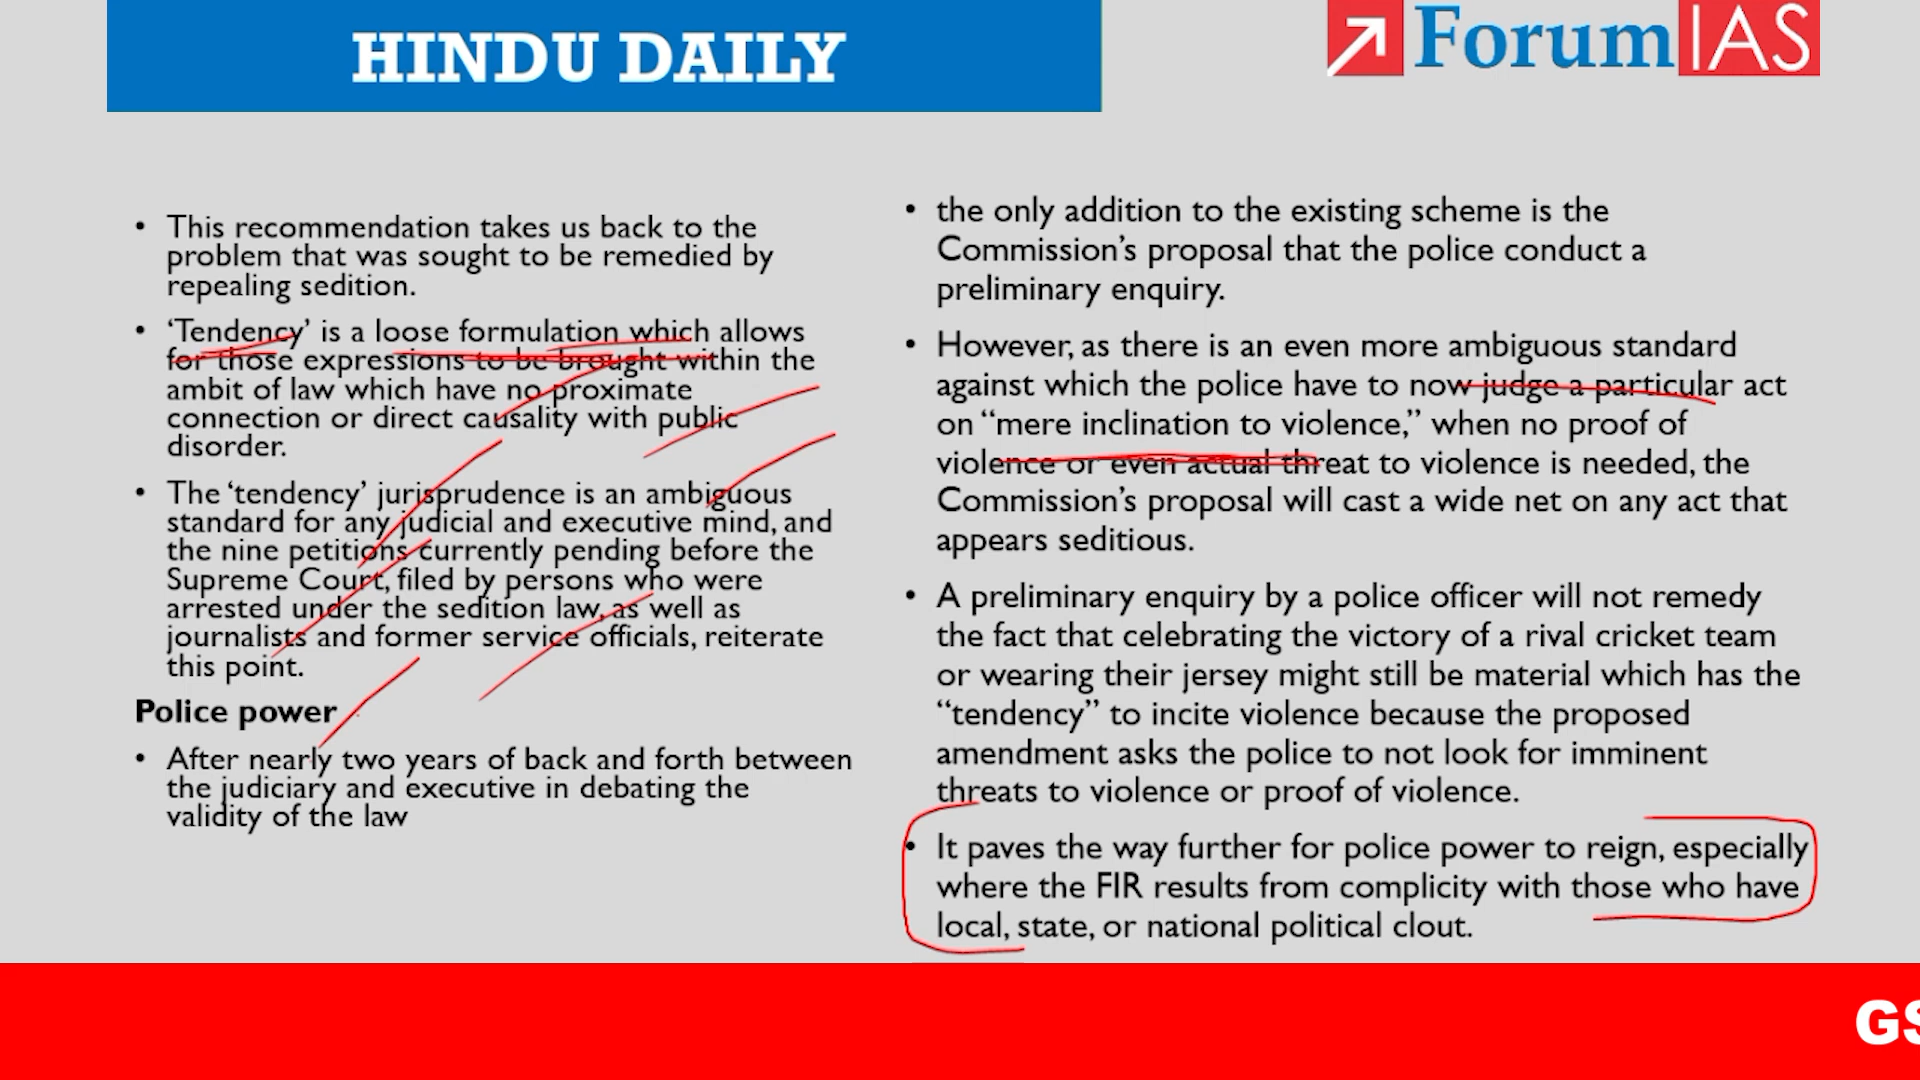 HINDU DAILY
Forum IAS
• This recommendation takes us back to the
problem that was sought to be remedied by
repealing sedition.
• ‘Tendency’ is a loose formulation which allows
for those expressions to be brought within the
ambit of law which have no proximate
connection or direct causality with public
disorder.
• The ‘tendency’ jurisprudence is an ambiguous
standard for any judicial and executive mind, and
the nine petitions currently pending before the
Supreme Court, filed by persons who were
arrested under the sedition law, as well as
journalists and former service officials, reiterate
this point.
Police power
• After nearly two years of back and forth between
the judiciary and executive in debating the
validity of the law
• the only addition to the existing scheme is the
Commission’s proposal that the police conduct a
preliminary enquiry.
• However, as there is an even more ambiguous standard
against which the police have to now judge a particular act
on “mere inclination to violence,” when no proof of
violence or even actual threat to violence is needed, the
Commission’s proposal will cast a wide net on any act that
appears seditious.
• A preliminary enquiry by a police officer will not remedy
the fact that celebrating the victory of a rival cricket team
or wearing their jersey might still be material which has the
“tendency” to incite violence because the proposed
amendment asks the police to not look for imminent
threats to violence or proof of violence.
• It paves the way further for police power to reign, especially
where the FIR results from complicity with those who have
local, state, or national political clout.
GS